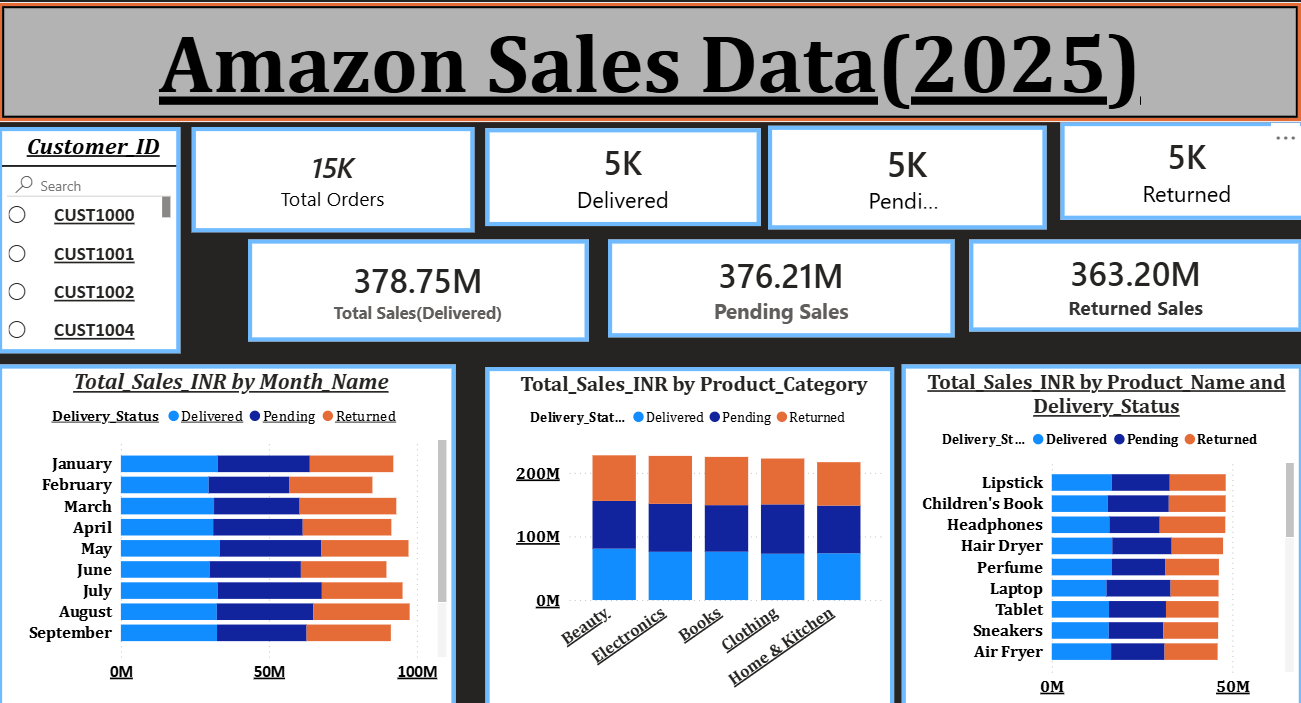 Amazon Sales Data(2025)
Customer_ID
Search
CUST1000
CUST1001
CUST1002
CUST1004
15K
Total Orders
5K
Delivered
5K
Pendi...
5K
Returned
378.75M
Total Sales(Delivered)
376.21M
Pending Sales
363.20M
Returned Sales
Total_Sales_INR by Month_Name
Delivery_Status Delivered Pending Returned
January
February
March
April
May
June
July
August
September
0M 50M 100M
Total_Sales_INR by Product_Category
Delivery_Stat... Delivered Pending Returned
200M
100M
0M
Beauty
Electronics
Books
Clothing
Home & Kitchen
Total_Sales_INR by Product_Name and
Delivery_Status
Delivery_St... Delivered Pending Returned
Lipstick
Children's Book
Headphones
Hair Dryer
Perfume
Laptop
Tablet
Sneakers
Air Fryer
0M 50M